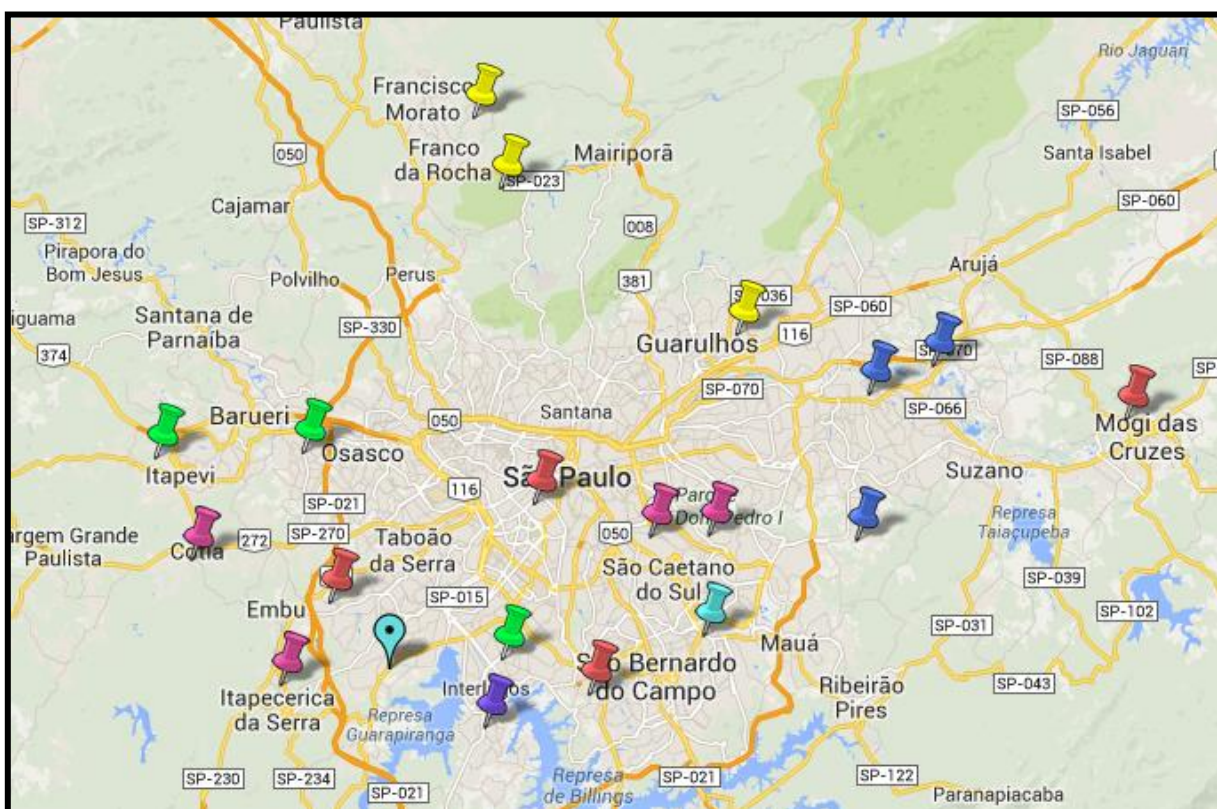 Paulista
Rio Jaguari
Francisco
Morato
SP-056
Franco
da Rocha
050
Mairiporã
Santa Isabel
SP-023
Cajamar
SP-060
SP-312
008
Pirapora do
Bom Jesus
Polvilho
Perus
381
Arujá
SP-036
SP-060
iguama
Santana de
Parnaíba
SP-330
Guarulhos
116
374
SP-070
SP-088
SP-070
Barueri
050
Santana
SP-066
Mogi das
Cruzes
Osasco
Itapevi
São Paulo
Suzano
116
SP-021
Parque
Dom Pedro I
Represa
Taiaçupeba
argem Grande
Paulista
Cotia
272
SP-270
Taboão
da Serra
050
São Caetano
do Sul
SP-039
Embu
SP-015
SP-102
SP-031
Mauá
São Bernardo
do Campo
Interlagos
Itapecerica
da Serra
Represa
Guarapiranga
Ribeirão
Pires
SP-043
SP-230
SP-234
SP-021
Represa
de Billings
SP-021
SP-122
Paranapiacaba